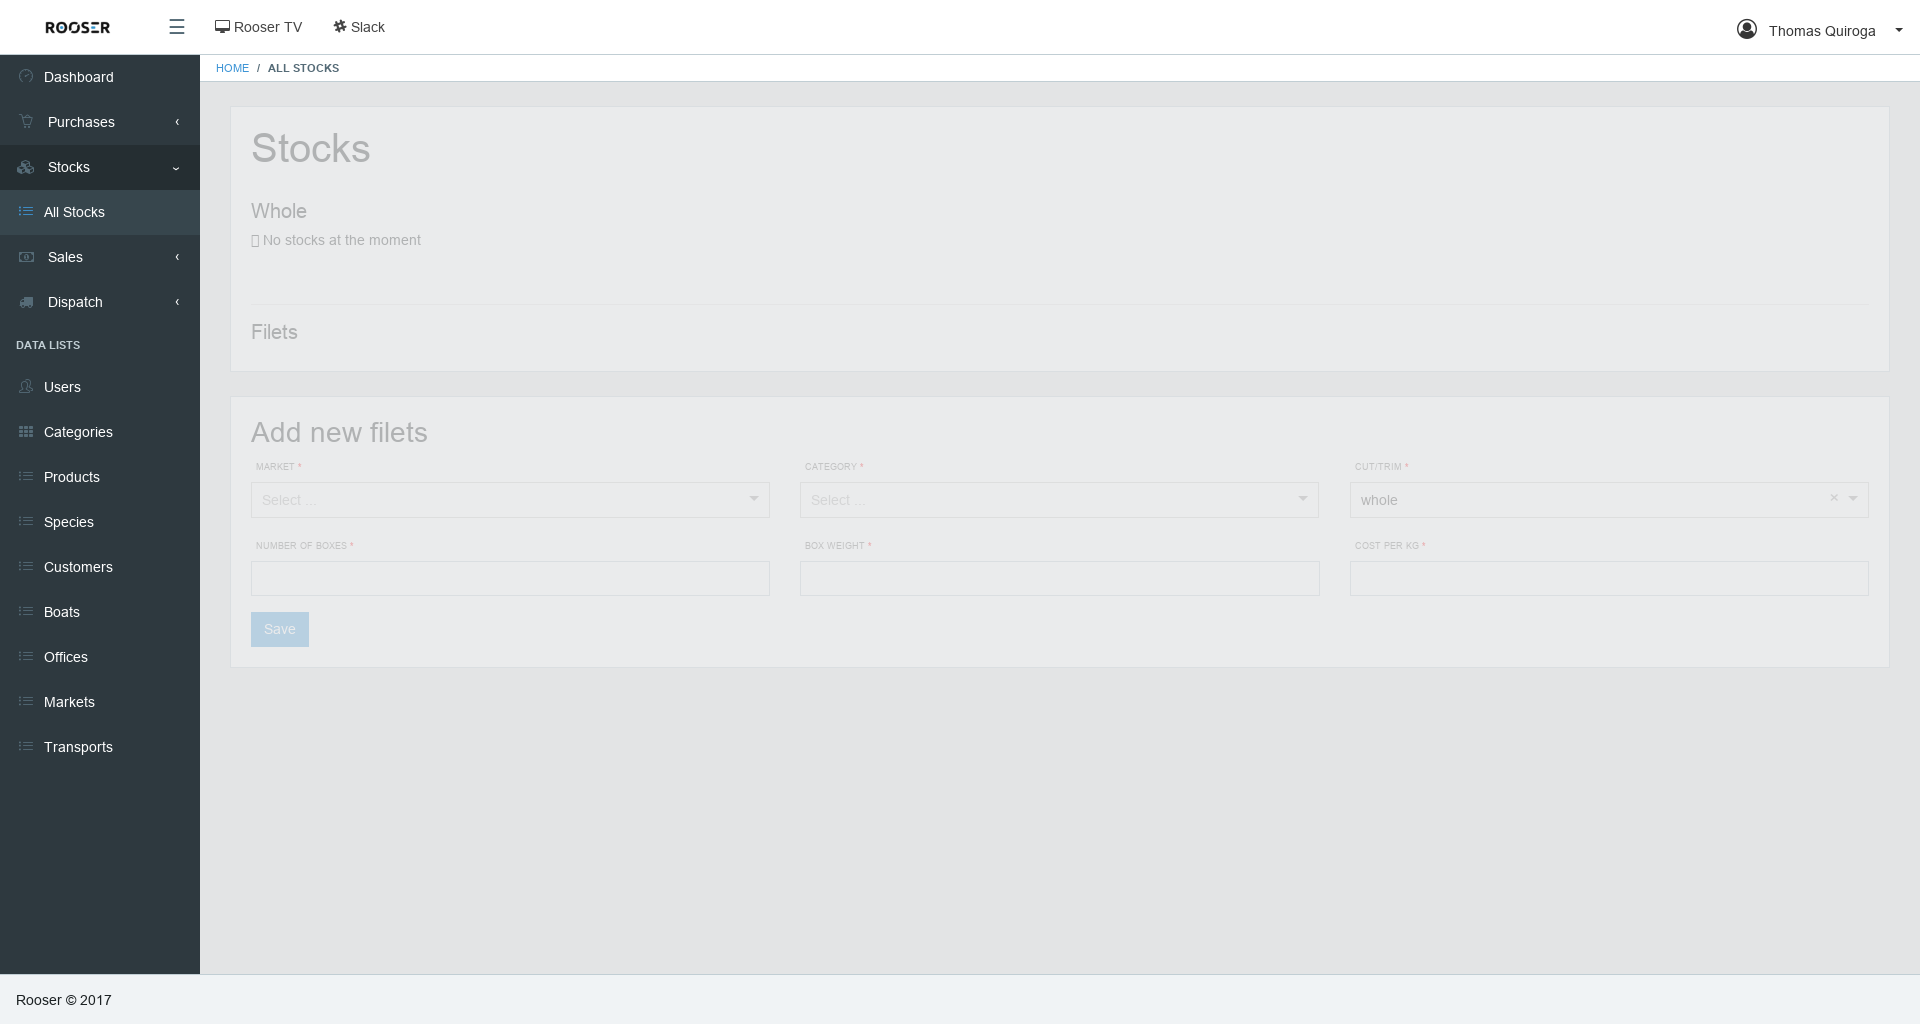 ROOSER
Rooser TV
Slack
Thomas Quiroga
HOME / ALL STOCKS
Dashboard
Purchases
Stocks
All Stocks
Sales
Dispatch
DATA LISTS
Users
Categories
Products
Species
Customers
Boats
Offices
Markets
Transports
Stocks
Whole
No stocks at the moment
Filets
Add new filets
MARKET *
CATEGORY *
CUT/TRIM *
Select ...
Select ...
whole
NUMBER OF BOXES *
BOX WEIGHT *
COST PER KG *
Save
Rooser © 2017